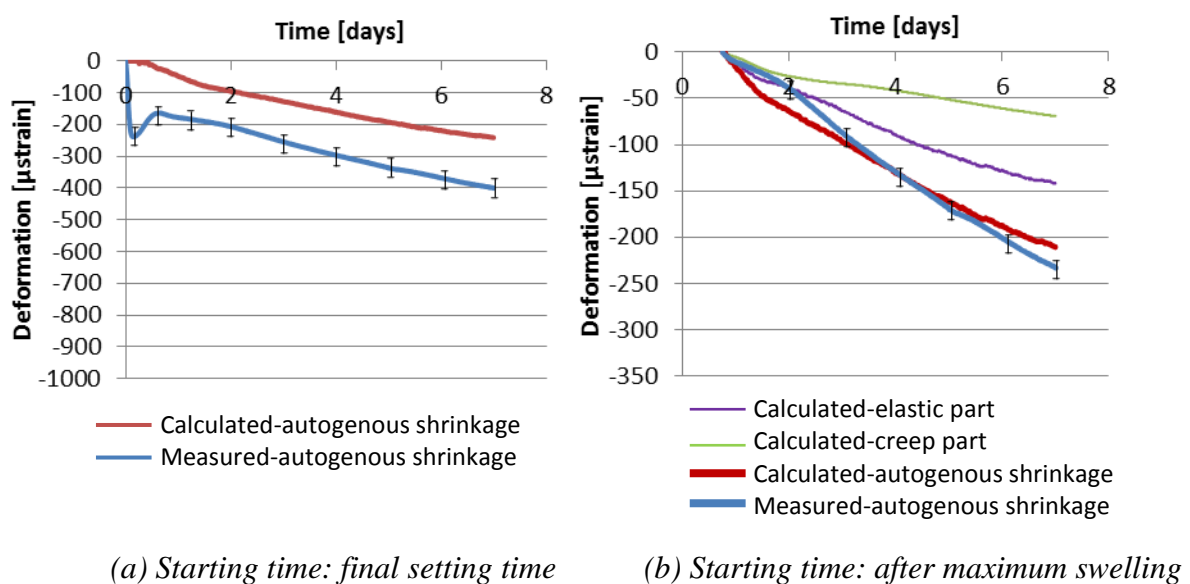 Time [days]
0
-100
-200
-300
-400
-500
-600
-700
-800
-900
-1000
0 2 4 6 8
Deformation [µstrain]
Calculated-autogenous shrinkage
Measured-autogenous shrinkage
(a) Starting time: final setting time
Time [days]
0
-50
-100
-150
-200
-250
-300
-350
0 2 4 6 8
Deformation [µstrain]
Calculated-elastic part
Calculated-creep part
Calculated-autogenous shrinkage
Measured-autogenous shrinkage
(b) Starting time: after maximum swelling